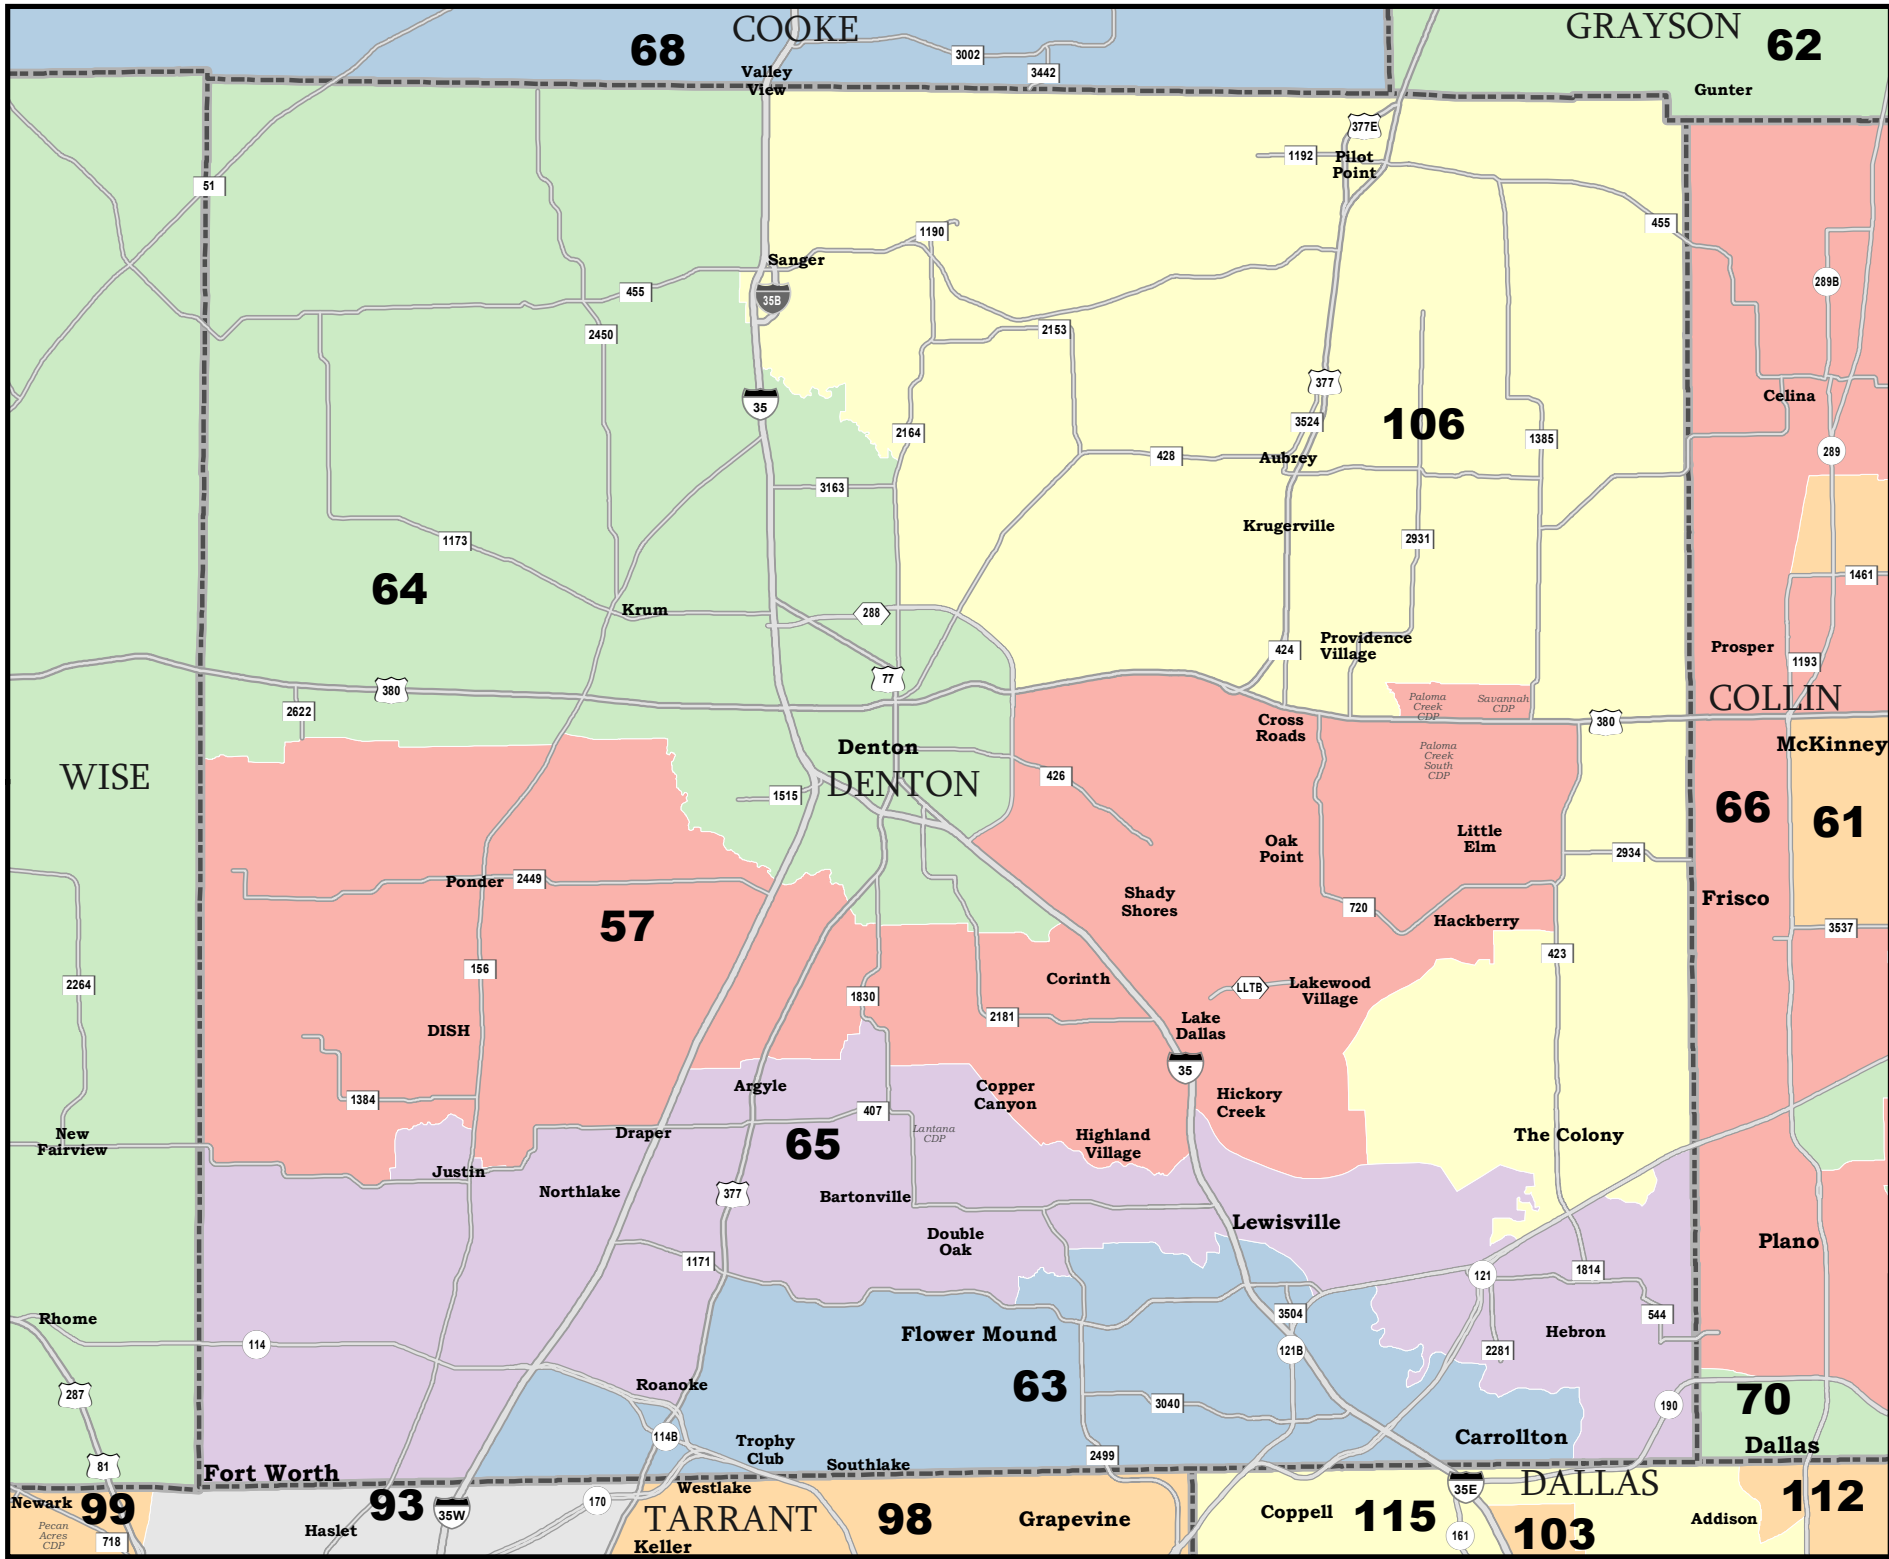 COOKE
GRAYSON
68
62
3002
3442
Valley
View
Gunter
377E
1192
Pilot
Point
51
455
1190
Sanger
289B
455
35B
2450
2153
377
Celina
35
3524
106
2164
1385
428
Aubrey
289
3163
Krugerville
1173
2931
1461
64
Krum
288
Providence
Village
424
Prosper
1193
77
380
COLLIN
2622
Paloma
Creek
CDP
Savannah
CDP
Cross
Roads
380
Denton
McKinney
WISE
DENTON
Paloma
Creek
South
CDP
426
1515
66
61
Oak
Point
Little
Elm
2934
Ponder
2449
Shady
Shores
Frisco
57
720
Hackberry
3537
423
156
Corinth
2264
1830
LLTB
Lakewood
Village
2181
Lake
Dallas
DISH
35
Argyle
Copper
Canyon
Hickory
Creek
1384
407
New
Fairview
Draper
65
Lantana
CDP
Highland
Village
The Colony
Justin
Northlake
377
Bartonville
Lewisville
Double
Oak
Plano
1171
121
1814
Rhome
3504
544
114
Flower Mound
Hebron
121B
2281
Roanoke
63
287
3040
190
70
114B
Trophy
Club
Carrollton
Dallas
2499
81
Fort Worth
Southlake
Westlake
35E
DALLAS
Newark
99
93
35W
170
TARRANT
98
Grapevine
Coppell
115
112
Pecan
Acres
CDP
718
Haslet
Keller
161
103
Addison